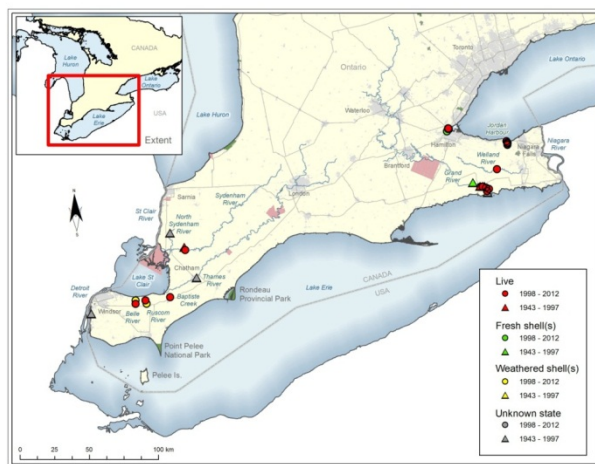 CANADA
Lake
Huron
Lake
Ontario
USA
Lake
Erie
Extent
Lake Huron
Ontario
Toronto
Lake Ontario
Waterloo
Hamilton
Jordan
Harbour
Niagara
Falls
Niagara
River
Welland
River
Brantford
Grand
River
London
Sarnia
St Clair
River
North
Sydenham
River
Sydenham
River
Lake St
Clair
Chatham
Thames
River
Detroit
River
Windsor
Belle
River
Ruscom
River
Baptiste
Creek
Rondeau
Provincial Park
Lake Erie
CANADA
USA
Point Pelee
National Park
Pelee Is.
N
Live
1998 - 2012
1943 - 1997
Fresh shell(s)
1998 - 2012
1943 - 1997
Weathered shell(s)
1998 - 2012
1943 - 1997
Unknown state
1998 - 2012
1943 - 1997
0 25 50 100 km